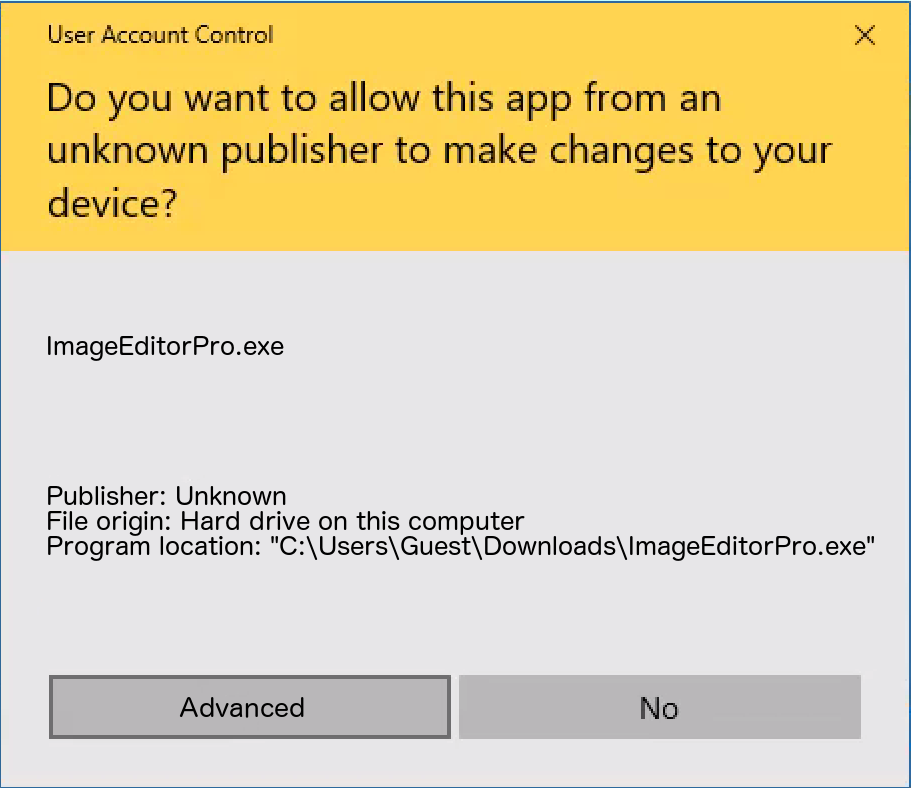 User Account Control
Do you want to allow this app from an
unknown publisher to make changes to your
device?
ImageEditorPro.exe
Publisher: Unknown
File origin: Hard drive on this computer
Program location: "C:\Users\Guest\Downloads\ImageEditorPro.exe"
Advanced
No